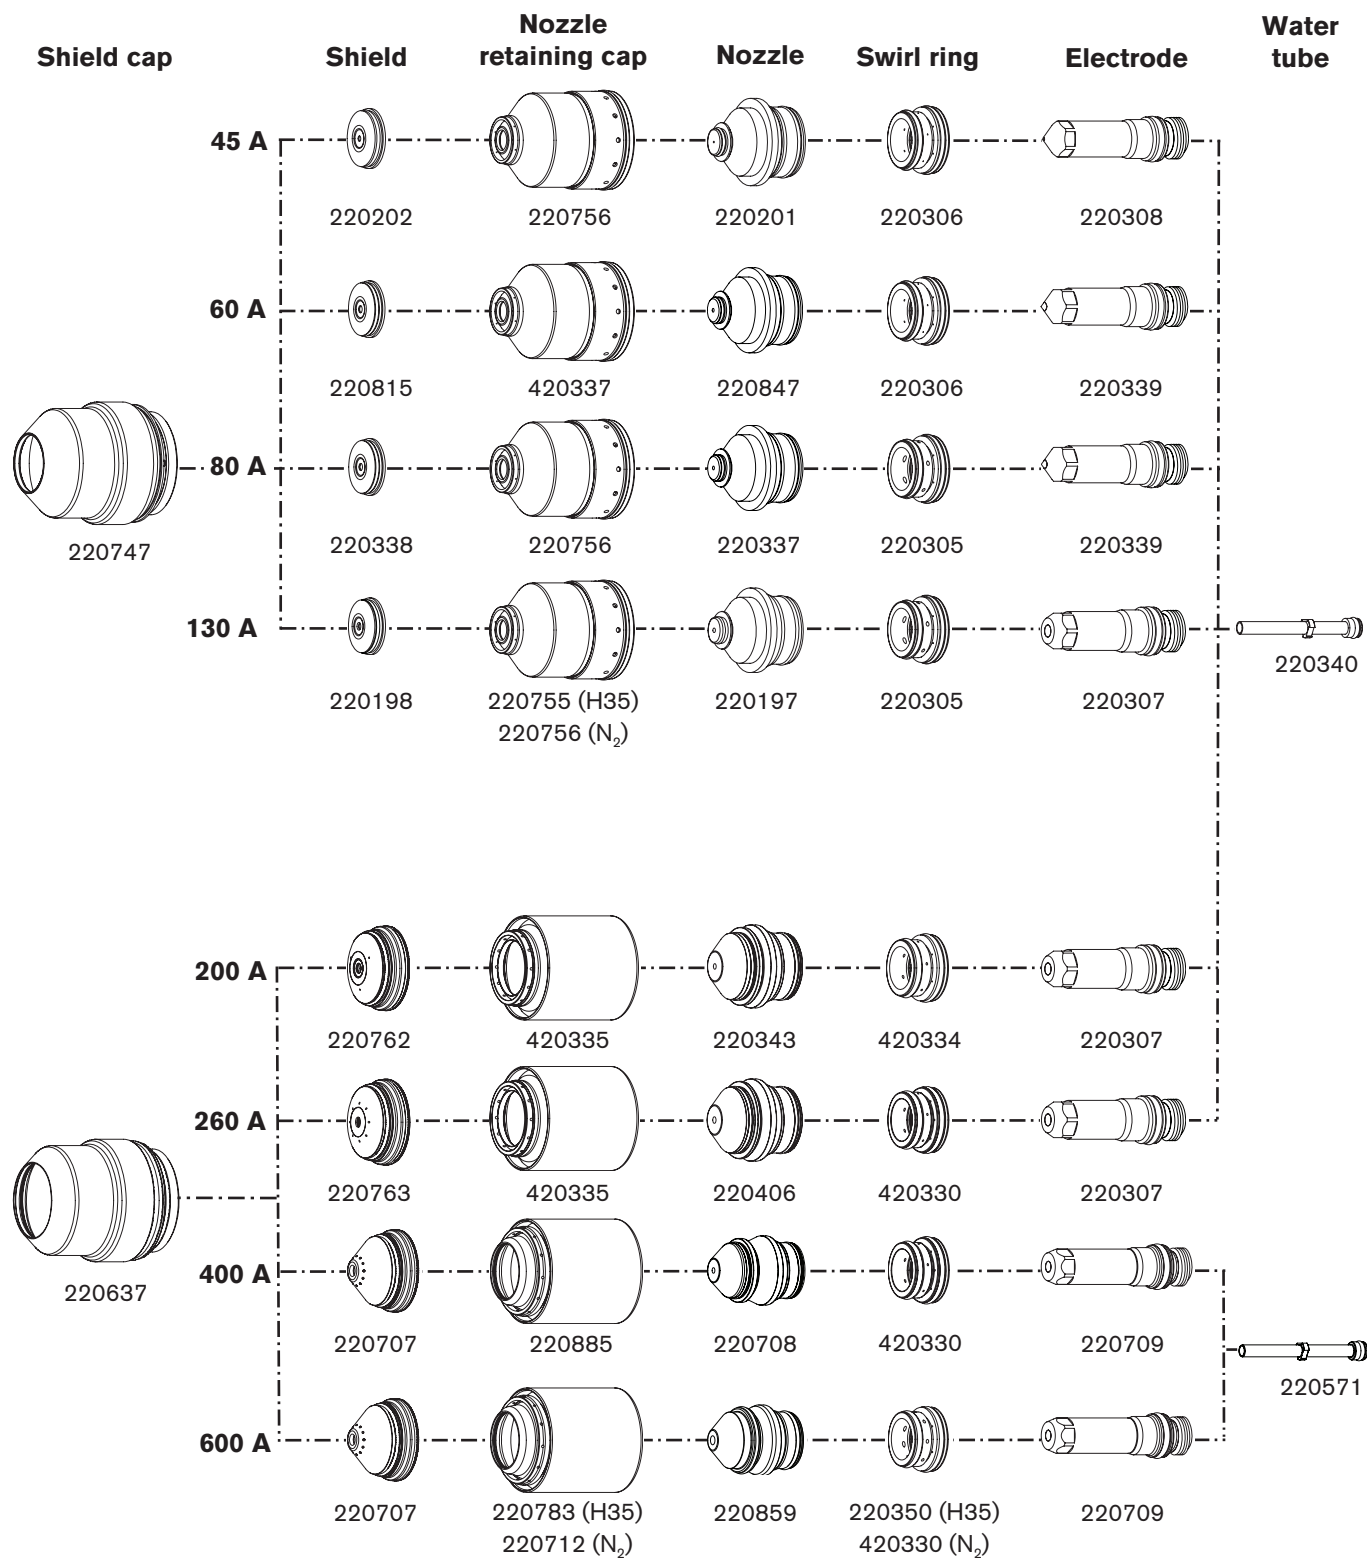 Shield cap Shield Nozzle retaining cap Nozzle Swirl ring Electrode Water tube
45 A
220202 220756 220201 220306 220308
60 A
220815 420337 220847 220306 220339
80 A
220747
220338 220756 220337 220305 220339
130 A
220340
220198 220755 (H35) 220197 220305 220307
220756 (N₂)
200 A
220762 420335 220343 420334 220307
260 A
220763 420335 220406 420330 220307
220637
400 A
220707 220885 220708 420330 220709
220571
600 A
220707 220783 (H35) 220859 220350 (H35) 220709
220712 (N₂) 420330 (N₂)